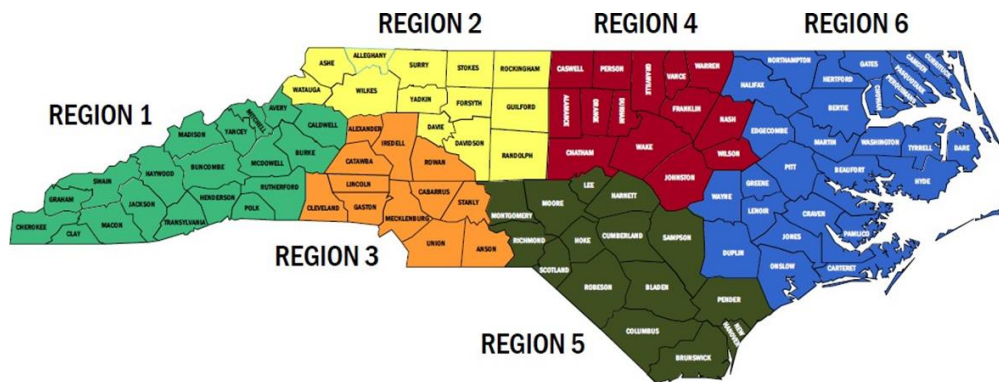 REGION 2
REGION 4
REGION 6
REGION 1
REGION 3
REGION 5
ASHE
ALLEGHANY
SURRY
STOKES
ROCKINGHAM
WATAUGA
WILKES
YADKIN
FORSYTH
GUILFORD
DAVIE
DAVIDSON
RANDOLPH
CASWELL
PERSON
GRANVILLE
VANCE
WARREN
ALAMANCE
ORANGE
DURHAM
FRANKLIN
NASH
CHATHAM
WAKE
WILSON
JOHNSTON
NORTHAMPTON
GATES
CAMDEN
CURRITUCK
PASQUOTANK
PERQUIMANS
CHOWAN
HERTFORD
HALIFAX
BERTIE
EDGECOMBE
MARTIN
WASHINGTON
TYRRELL
DARE
PITT
BEAUFORT
HYDE
WAYNE
GREENE
LENOIR
CRAVEN
PAMLICO
JONES
DUPLIN
ONSLOW
CARTERET
AVERY
MITCHELL
CALDWELL
MADISON
YANCEY
BURKE
BUNCOMBE
MCDOWELL
HAYWOOD
SWAIN
RUTHERFORD
GRAHAM
JACKSON
HENDERSON
POLK
TRANSYLVANIA
MACON
CHEROKEE
CLAY
ALEXANDER
IREDELL
CATAWBA
ROWAN
LINCOLN
CABARRUS
CLEVELAND
GASTON
STANLY
MECKLENBURG
UNION
ANSON
LEE
HARNETT
MOORE
MONTGOMERY
RICHMOND
HOKE
CUMBERLAND
SAMPSON
SCOTLAND
ROBESON
BLADEN
PENDER
COLUMBUS
NEW
HANOVER
BRUNSWICK